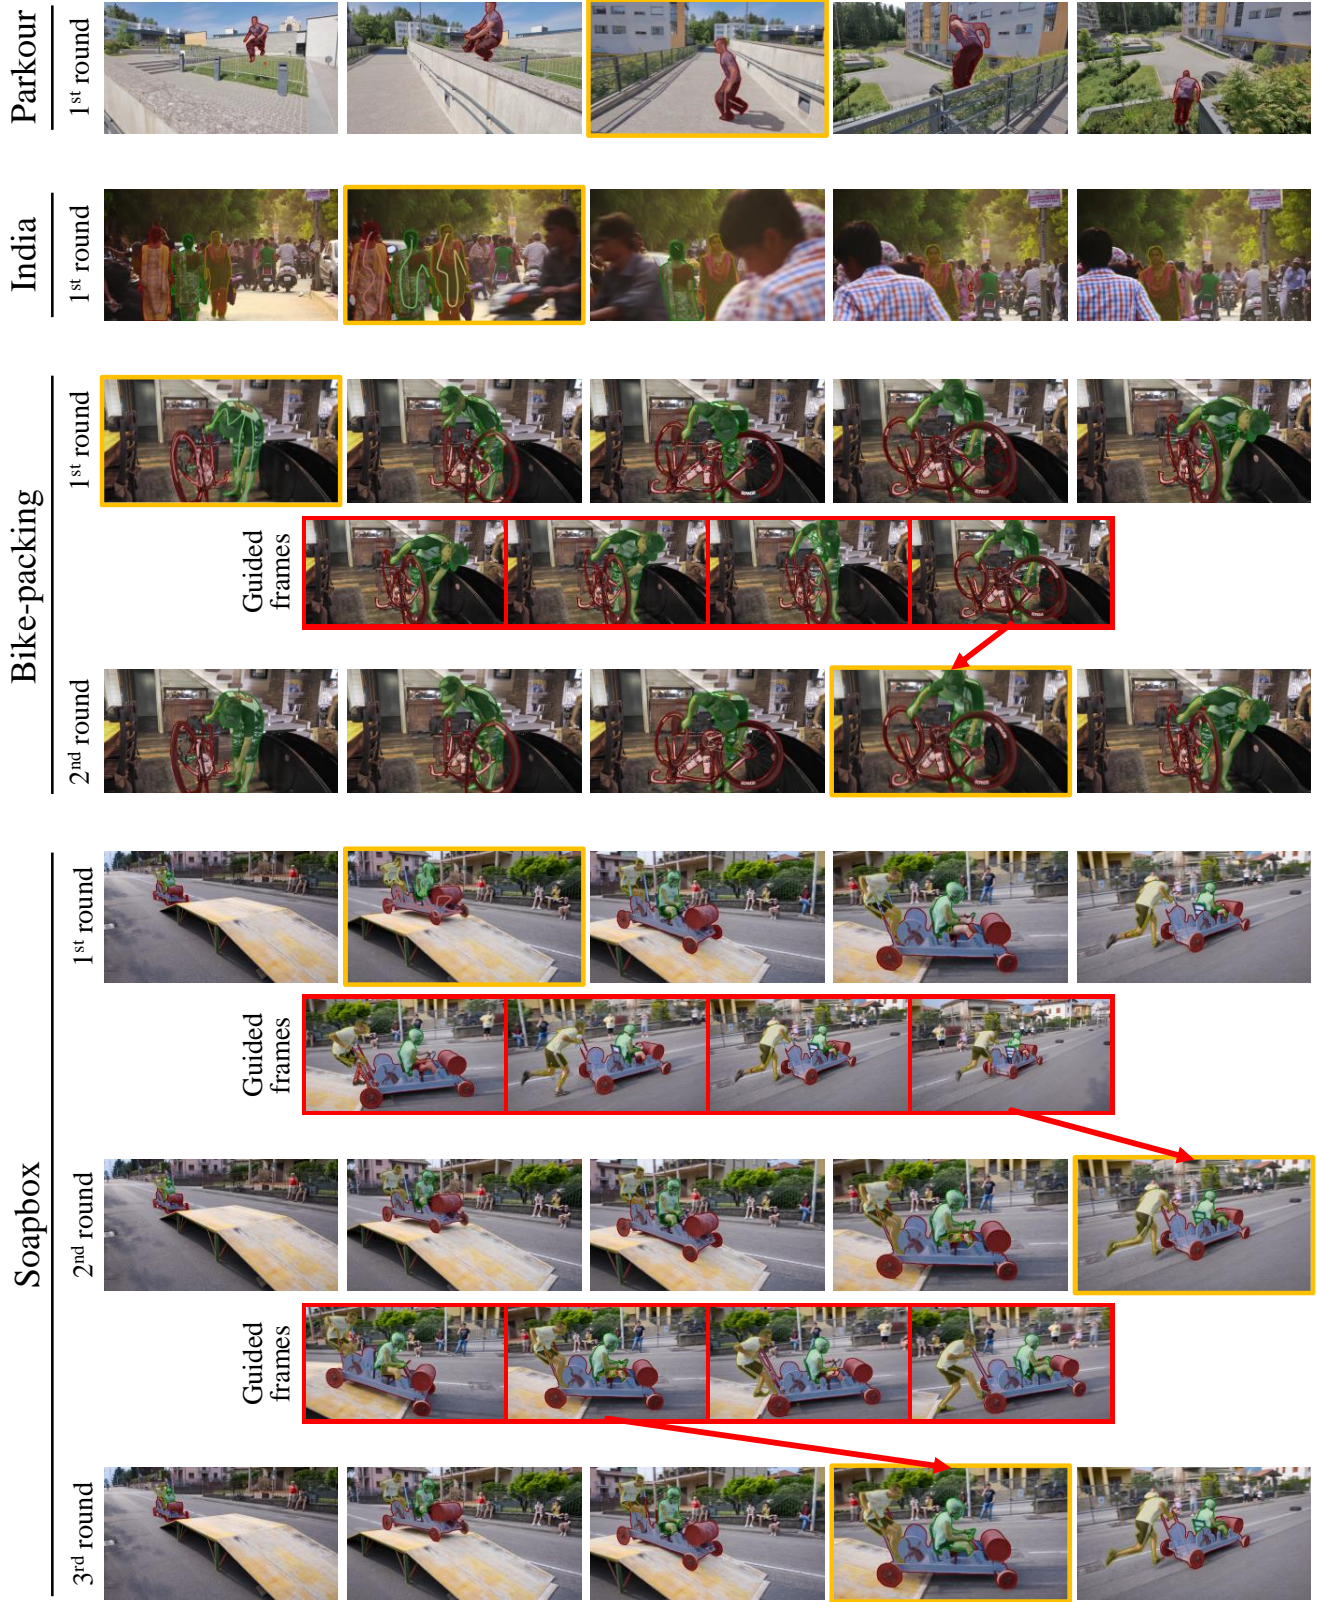 Parkour
1st round
India
1st round
Bike-packing
1st round
Guided
frames
2nd round
Soapbox
1st round
Guided
frames
2nd round
Guided
frames
3rd round